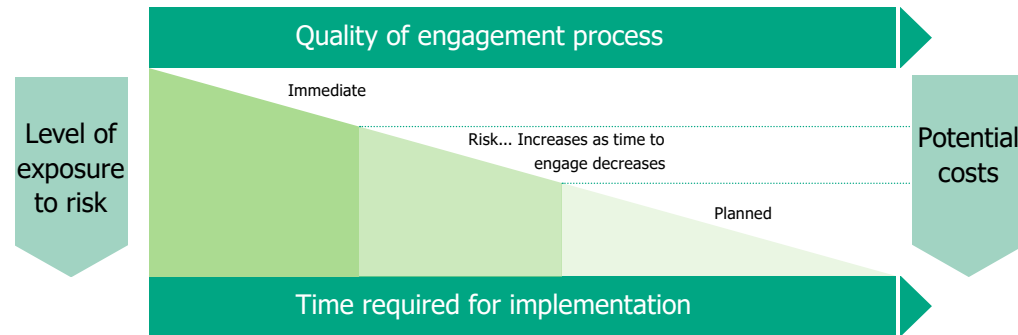 Quality of engagement process
Immediate
Level of
exposure
to risk
Risk... Increases as time to
engage decreases
Potential
costs
Planned
Time required for implementation